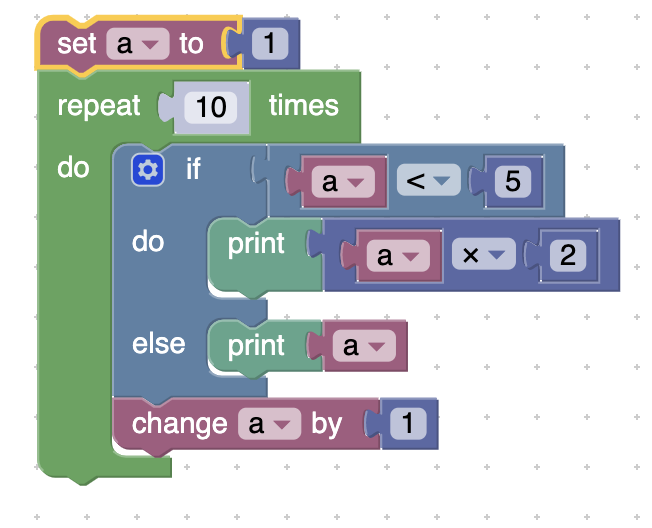 set a to 1
repeat 10 times
do if a < 5
do print a × 2
else print a
change a by 1